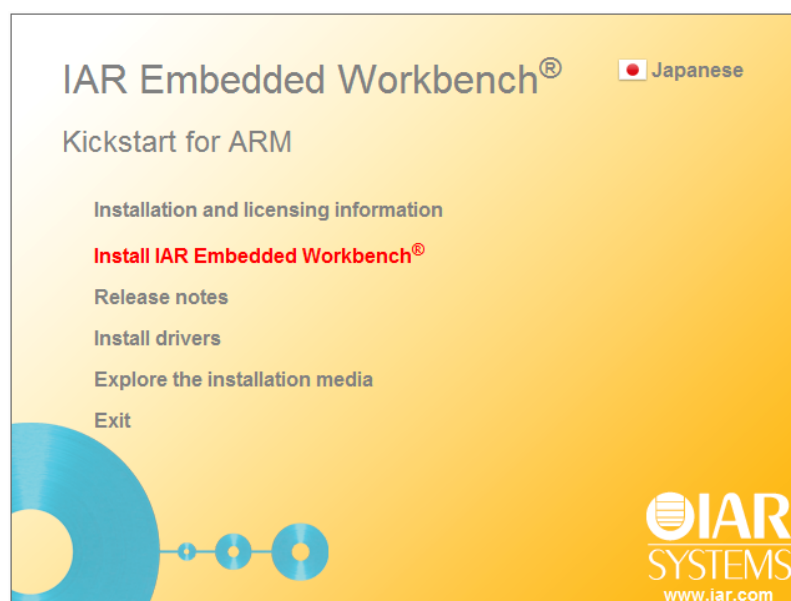 IAR Embedded Workbench®
Japanese
Kickstart for ARM
Installation and licensing information
Install IAR Embedded Workbench®
Release notes
Install drivers
Explore the installation media
Exit
IAR
SYSTEMS
www.iar.com